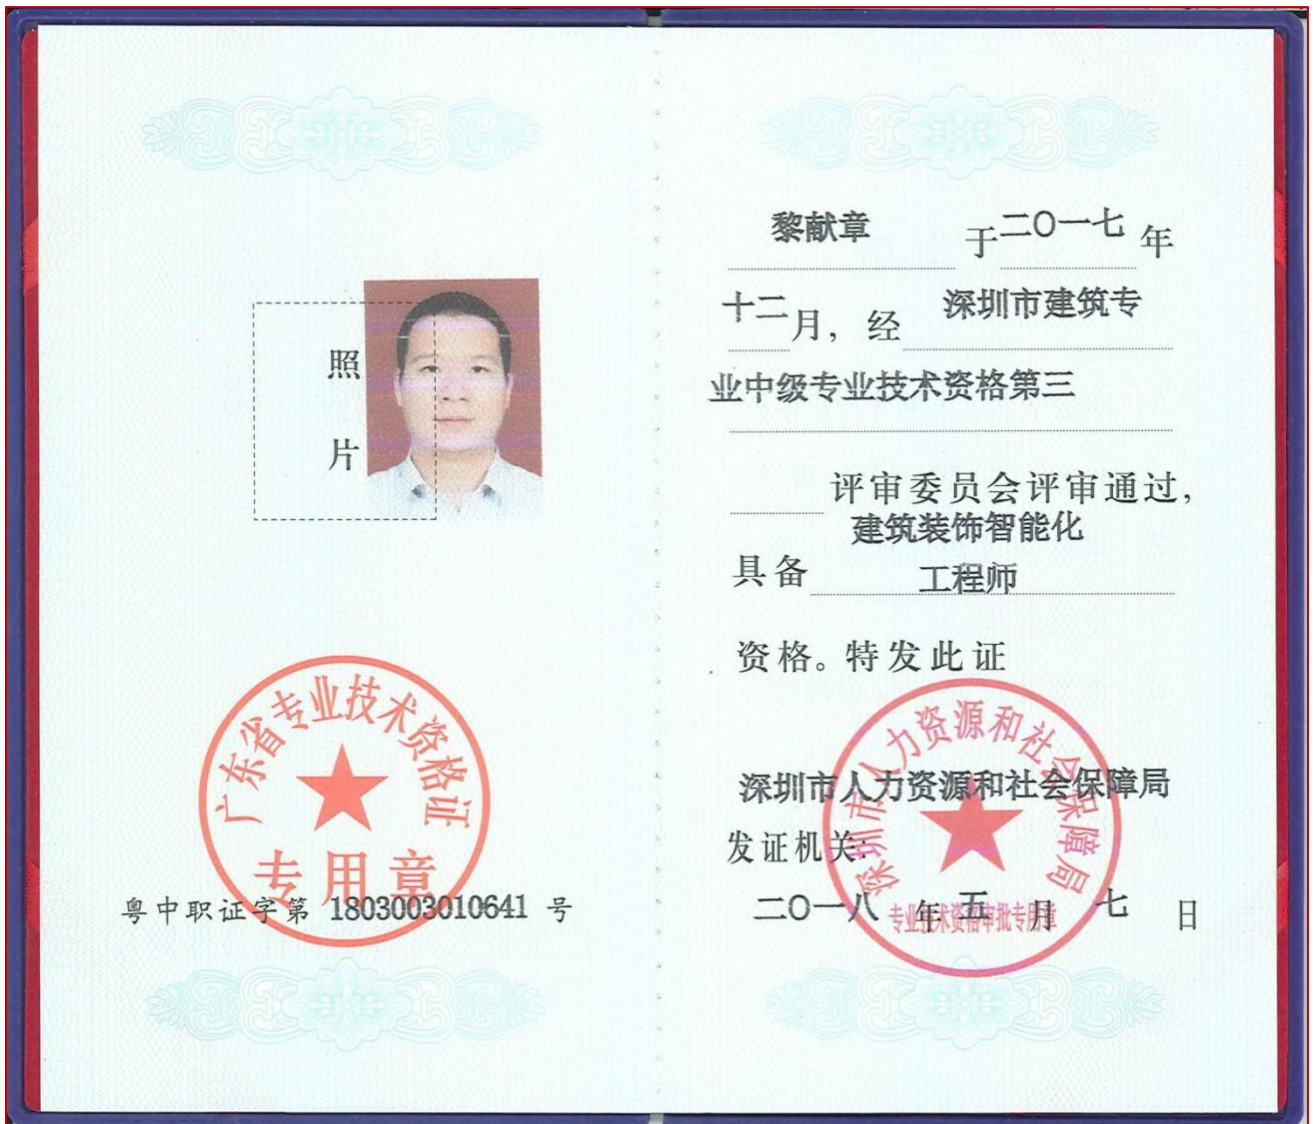 照
片
广东省专业技术资格证
专用章
粤中职证字第 1803003010641 号
黎献章 于二〇一七年
十二月，经 深圳市建筑专
业中级专业技术资格第三
评审委员会评审通过,
建筑装饰智能化
具备 工程师
资格。特发此证
深圳市人力资源和社会保障局
深圳市人力资源和社会保障局
发证机关:
二〇一八 年 五 月 七 日
专业技术资格审批专用章